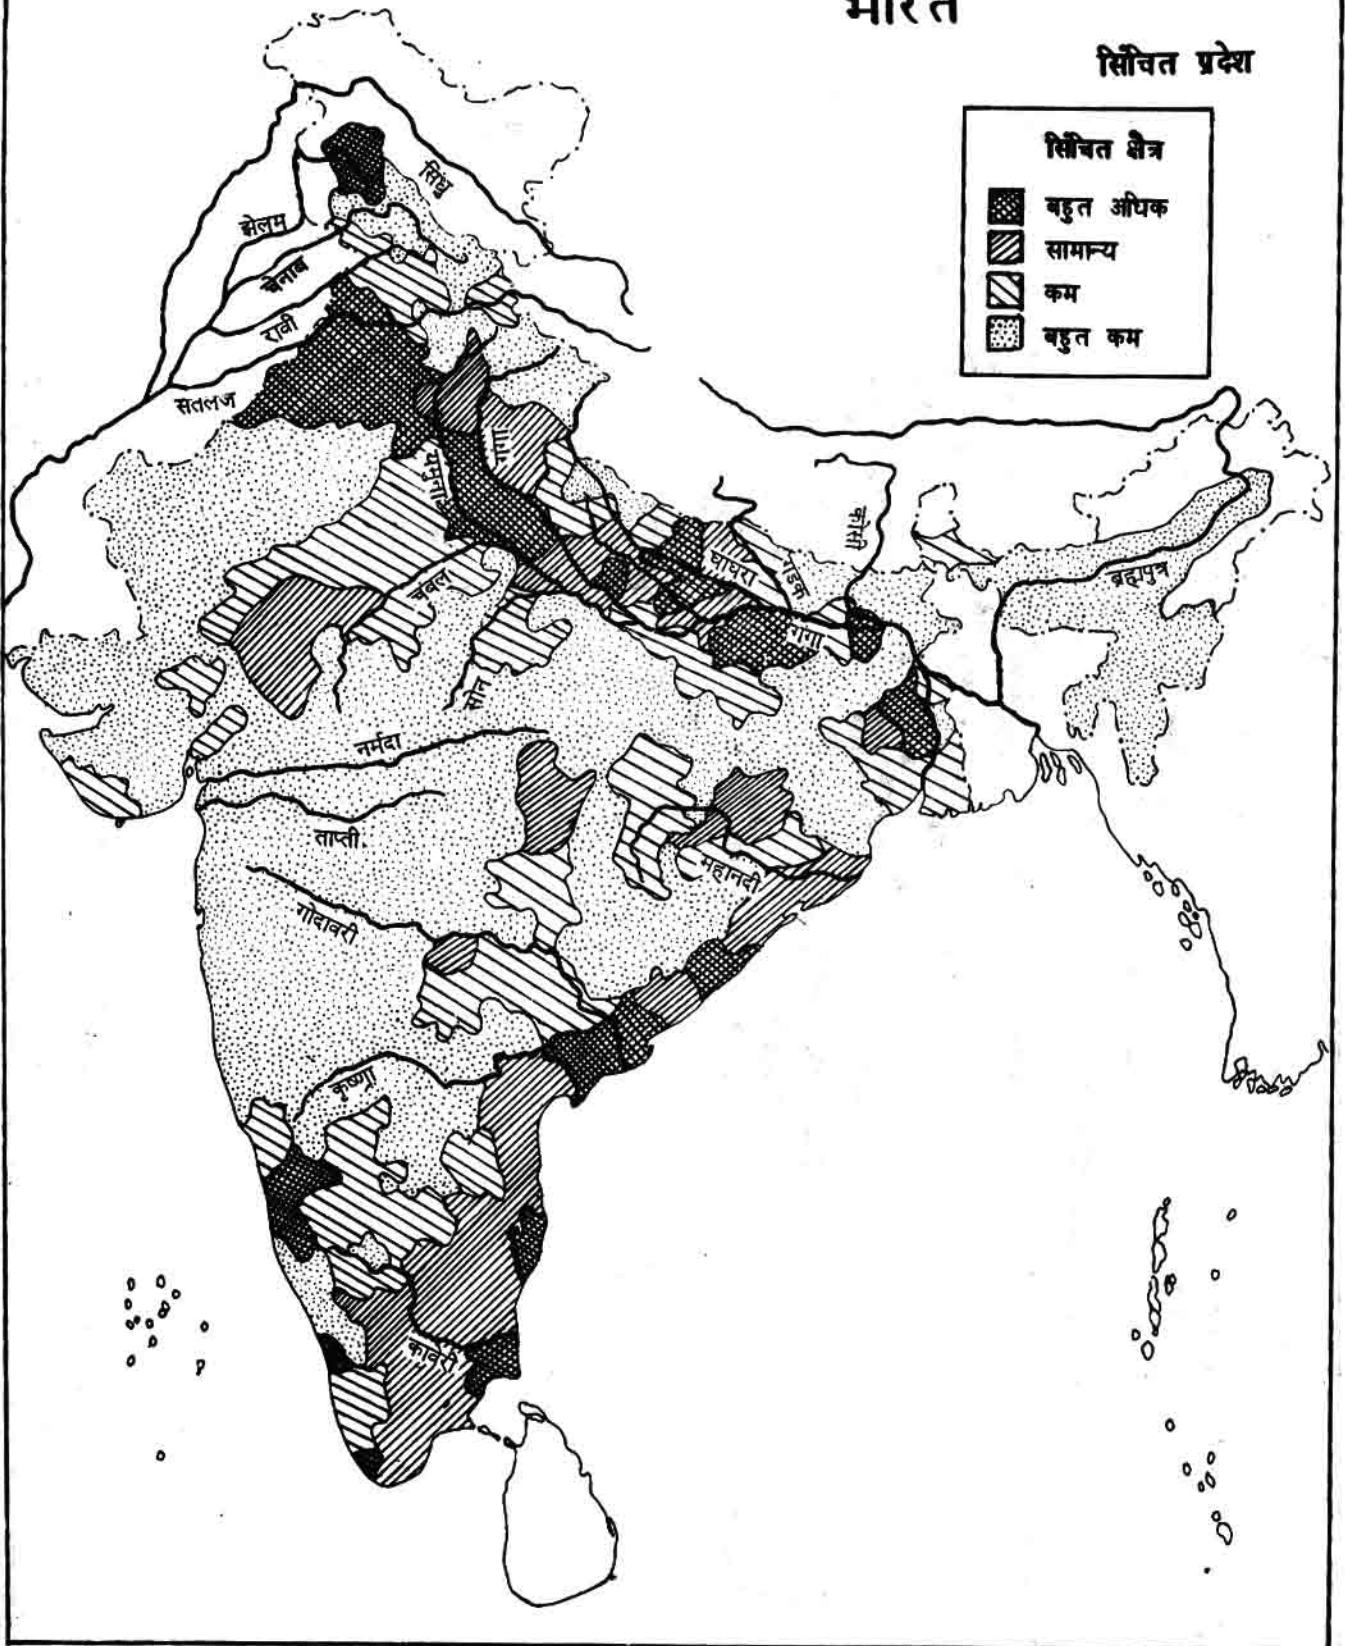 भारत
सिंचित प्रदेश
सिंचित क्षेत्र
बहुत अधिक
सामान्य
कम
बहुत कम
सिंधु
झेलम
चेनाब
रावी
सतलज
यमुना
गंगा
कोसी
घाघरा
गंडक
ब्रह्मपुत्र
चंबल
गंगा
सोन
नर्मदा
ताप्ती
महानदी
गोदावरी
कृष्णा
कावेरी